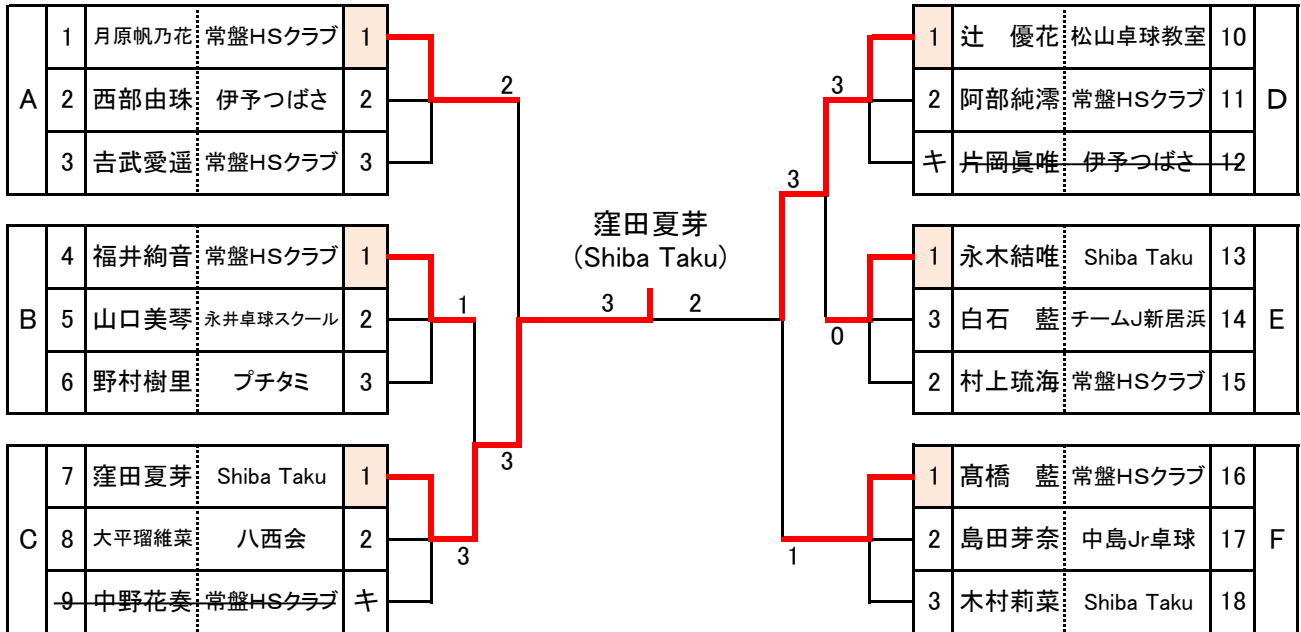 A
1 月原帆乃花 常盤HSクラブ 1
2 西部由珠 伊予つばさ 2
3 吉武愛遥 常盤HSクラブ 3
B
4 福井絢音 常盤HSクラブ 1
5 山口美琴 永井卓球スクール 2
6 野村樹里 プチタミ 3
C
7 窪田夏芽 Shiba Taku 1
8 大平瑠維菜 八西会 2
9 中野花奏 常盤HSクラブ キ
2
1
3
3
窪田夏芽
(Shiba Taku)
3 2
3
3
0
1
D
1 辻 優花 松山卓球教室 10
2 阿部純澪 常盤HSクラブ 11
キ 片岡眞唯 伊予つばさ 12
E
1 永木結唯 Shiba Taku 13
3 白石 藍 チームJ新居浜 14
2 村上琉海 常盤HSクラブ 15
F
1 髙橋 藍 常盤HSクラブ 16
2 島田芽奈 中島Jr卓球 17
3 木村莉菜 Shiba Taku 18